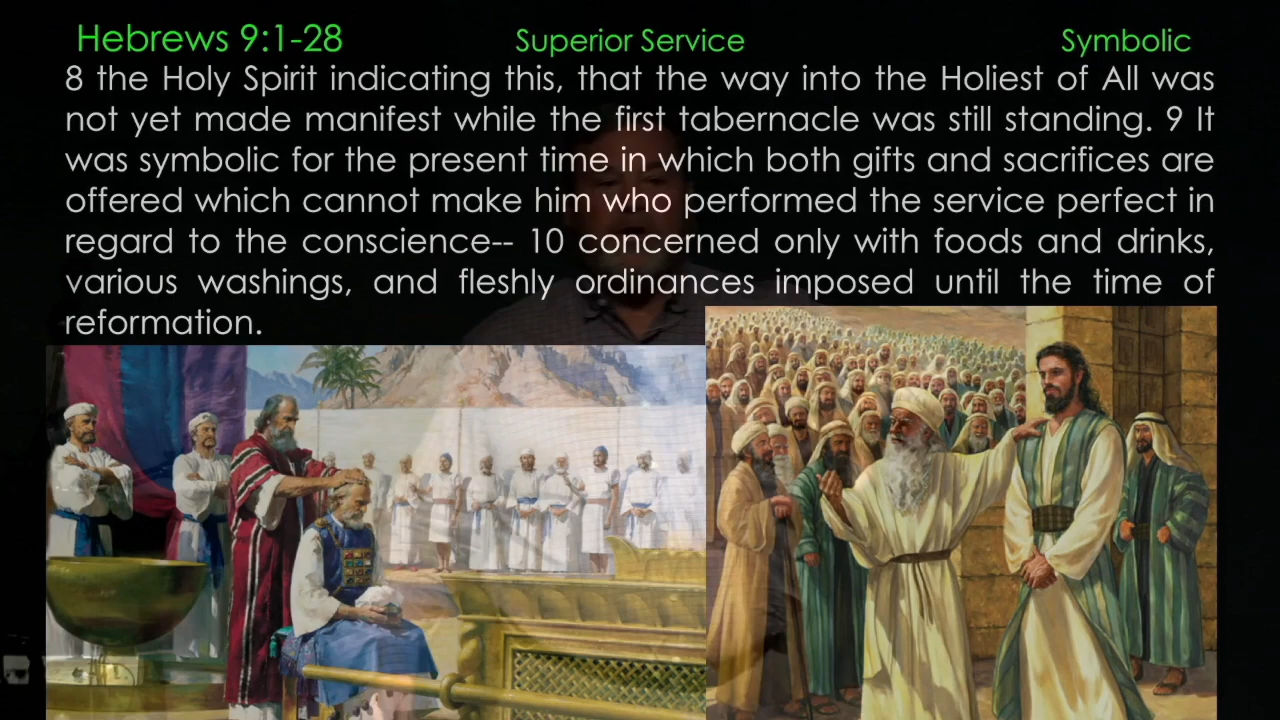 Hebrews 9:1-28 Superior Service Symbolic
8 the Holy Spirit indicating this, that the way into the Holiest of All was
not yet made manifest while the first tabernacle was still standing. 9 It
was symbolic for the present time in which both gifts and sacrifices are
offered which cannot make him who performed the service perfect in
regard to the conscience-- 10 concerned only with foods and drinks,
various washings, and fleshly ordinances imposed until the time of
reformation.